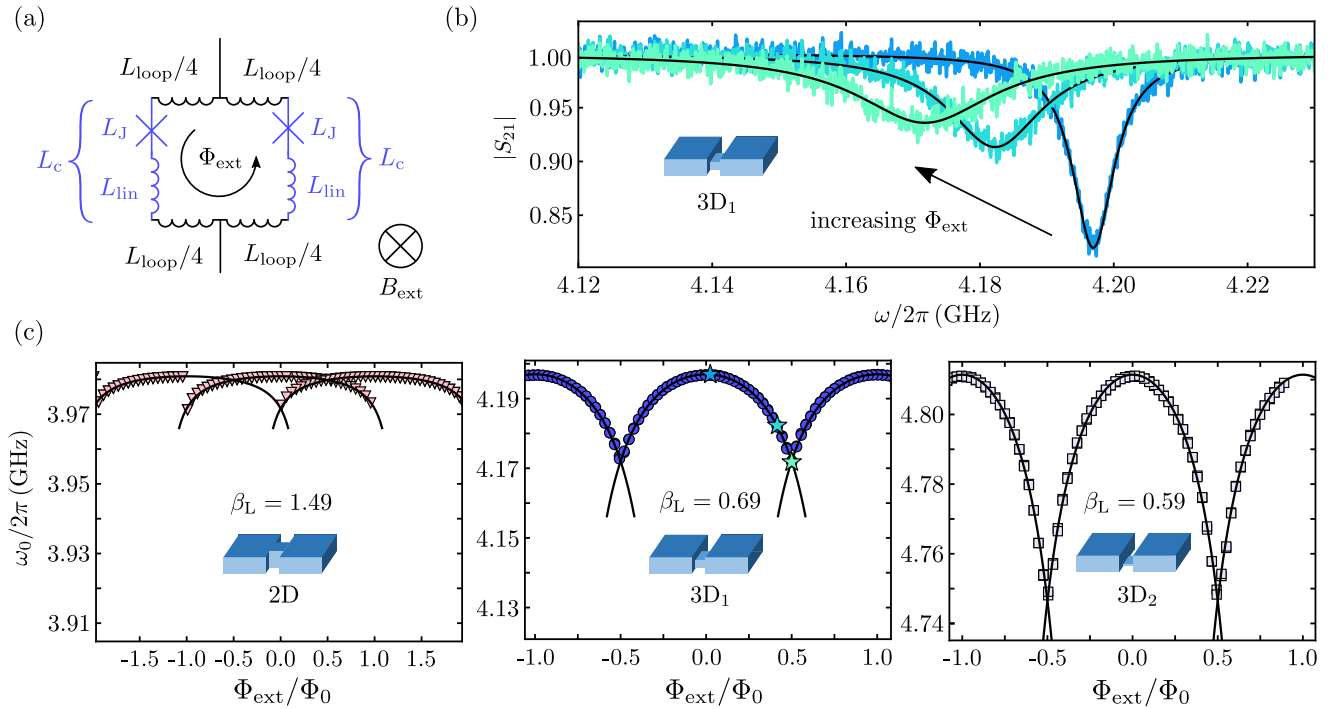 (a)
L_loop/4 L_loop/4
L_J L_J
L_c Φ_ext L_c
L_lin L_lin
L_loop/4 L_loop/4
B_ext
(b)
|S_21|
1.00
0.95
0.90
0.85
3D_1
increasing Φ_ext
4.12 4.14 4.16 4.18 4.20 4.22
ω/2π (GHz)
(c)
ω_0/2π (GHz)
3.97
3.95
3.93
3.91
β_L = 1.49
2D
-1.5 -1.0 -0.5 0.0 0.5 1.0 1.5
Φ_ext/Φ_0
4.19
4.17
4.15
4.13
β_L = 0.69
3D_1
-1.0 -0.5 0.0 0.5 1.0
Φ_ext/Φ_0
4.80
4.78
4.76
4.74
β_L = 0.59
3D_2
-1.0 -0.5 0.0 0.5 1.0
Φ_ext/Φ_0